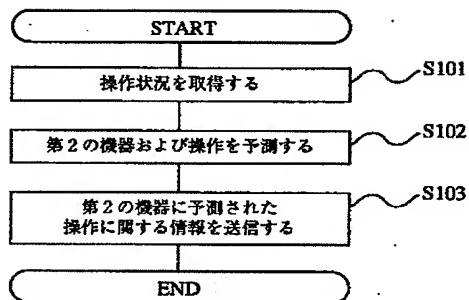 START
操作状況を取得する
S101
第2の機器および操作を予測する
S102
第2の機器に予測された
操作に関する情報を送信する
S103
END